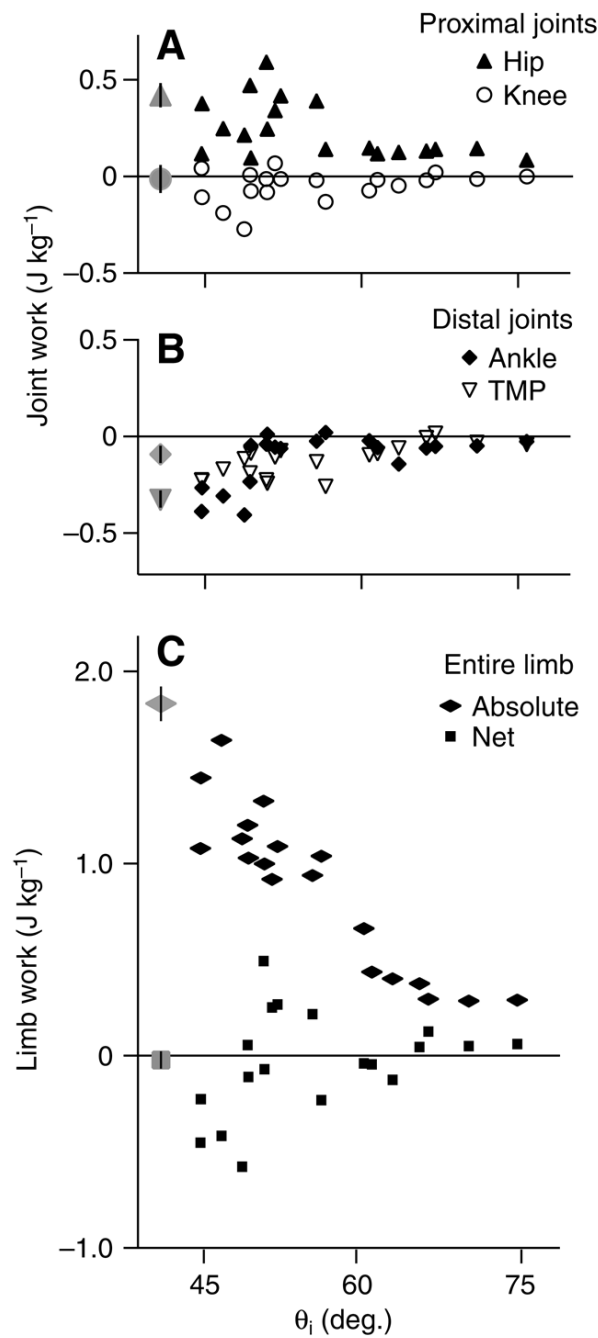 A
Proximal joints
Hip
Knee
0.5
0
−0.5
Joint work (J kg⁻¹)
B
Distal joints
Ankle
TMP
0.5
0
−0.5
C
Entire limb
Absolute
Net
2.0
1.0
0
−1.0
Limb work (J kg⁻¹)
45 60 75
θᵢ (deg.)